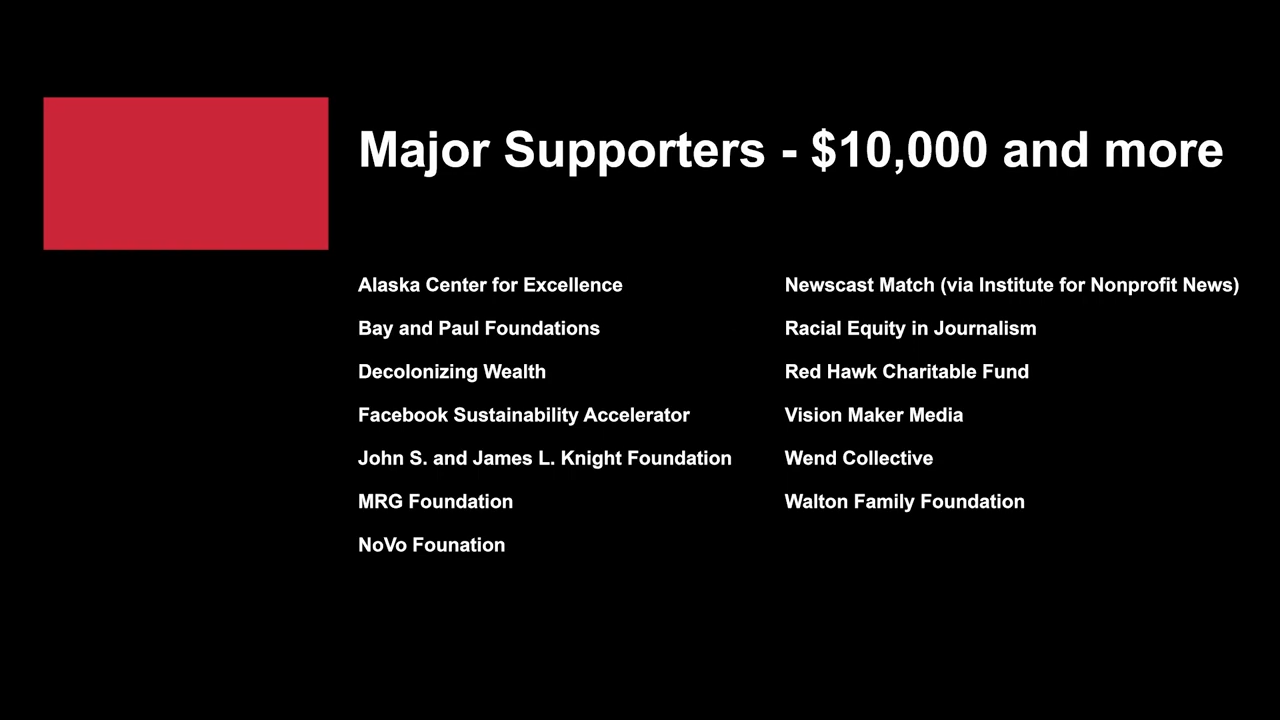 Major Supporters - $10,000 and more
Alaska Center for Excellence
Bay and Paul Foundations
Decolonizing Wealth
Facebook Sustainability Accelerator
John S. and James L. Knight Foundation
MRG Foundation
NoVo Founation
Newscast Match (via Institute for Nonprofit News)
Racial Equity in Journalism
Red Hawk Charitable Fund
Vision Maker Media
Wend Collective
Walton Family Foundation